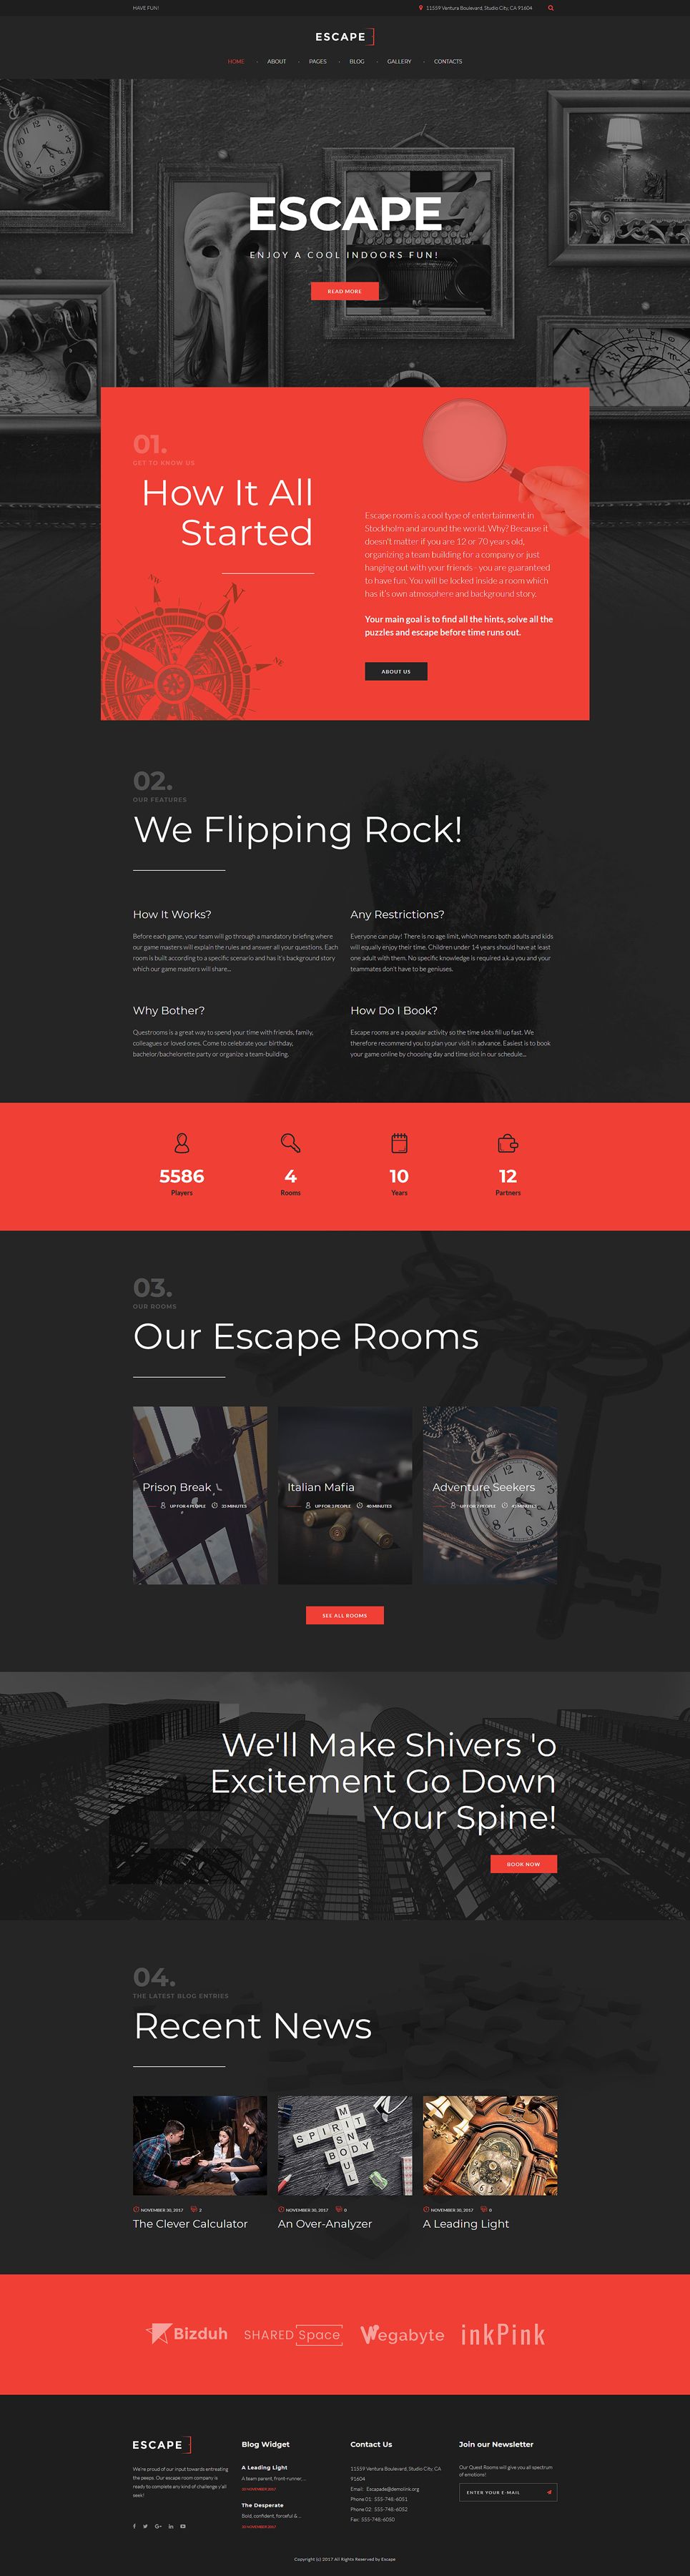 HAVE FUN!
11559 Ventura Boulevard, Studio City, CA 91604
ESCAPE
HOME
ABOUT
PAGES
BLOG
GALLERY
CONTACTS
ESCAPE
ENJOY A COOL INDOORS FUN!
READ MORE
01.
GET TO KNOW US
How It All
Started
Escape room is a cool type of entertainment in
Stockholm and around the world. Why? Because it
doesn't matter if you are 12 or 70 years old,
organizing a team building for a company or just
hanging out with your friends - you are guaranteed
to have fun. You will be locked inside a room which
has it's own atmosphere and background story.
Your main goal is to find all the hints, solve all the
puzzles and escape before time runs out.
ABOUT US
02.
OUR FEATURES
We Flipping Rock!
How It Works?
Before each game, your team will go through a mandatory briefing where
our game masters will explain the rules and answer all your questions. Each
room is built according to a specific scenario and has it's background story
which our game masters will share...
Any Restrictions?
Everyone can play! There is no age limit, which means both adults and kids
will equally enjoy their time. Children under 14 years should have at least
one adult with them. No specific knowledge is required a.k.a you and your
teammates don't have to be geniuses.
Why Bother?
Questrooms is a great way to spend your time with friends, family,
colleagues or loved ones. Come to celebrate your birthday,
bachelor/bachelorette party or organize a team-building.
How Do I Book?
Escape rooms are a popular activity so the time slots fill up fast. We
therefore recommend you to plan your visit in advance. Easiest is to book
your game online by choosing day and time slot in our schedule...
5586
Players
4
Rooms
10
Years
12
Partners
03.
OUR ROOMS
Our Escape Rooms
Prison Break
UP FOR 4 PEOPLE 35 MINUTES
Italian Mafia
UP FOR 3 PEOPLE 40 MINUTES
Adventure Seekers
UP FOR 7 PEOPLE 45 MINUTES
SEE ALL ROOMS
We'll Make Shivers 'o
Excitement Go Down
Your Spine!
BOOK NOW
04.
THE LATEST BLOG ENTRIES
Recent News
SPIRIT
MIND
BODY
SOUL
NOVEMBER 30, 2017 3
The Clever Calculator
NOVEMBER 30, 2017 0
An Over-Analyzer
NOVEMBER 30, 2017 0
A Leading Light
Bizduh
SHARED Space
Wegabyte
inkPink
ESCAPE
We're proud of our input towards entreating
the peeps. Our escape room company is
ready to complete any kind of challenge y'all
seek!
Blog Widget
A Leading Light
A team parent, front-runner, ...
The Desperate
Bold, confident, forceful & ...
Contact Us
11559 Ventura Boulevard, Studio City, CA
91604
Email: Escapade@demolink.org
Phone 01: 555-748-6051
Phone 02: 555-748-6052
Fax: 555-748-6050
Join our Newsletter
Our Quest Rooms will give you all spectrum
of emotions!
ENTER YOUR E-MAIL
Copyright (c) 2017 All Rights Reserved by Escape